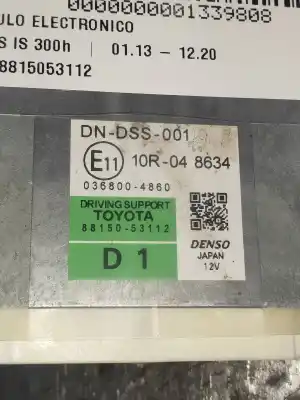 0000000001339808
ULO ELECTRONICO
S IS 300h | 01.13 - 12.20
8815053112
DN-DSS-001
E11 10R-04 8634
036800-4860
DRIVING SUPPORT
TOYOTA
88150-53112
D 1
DENSO
JAPAN
12V